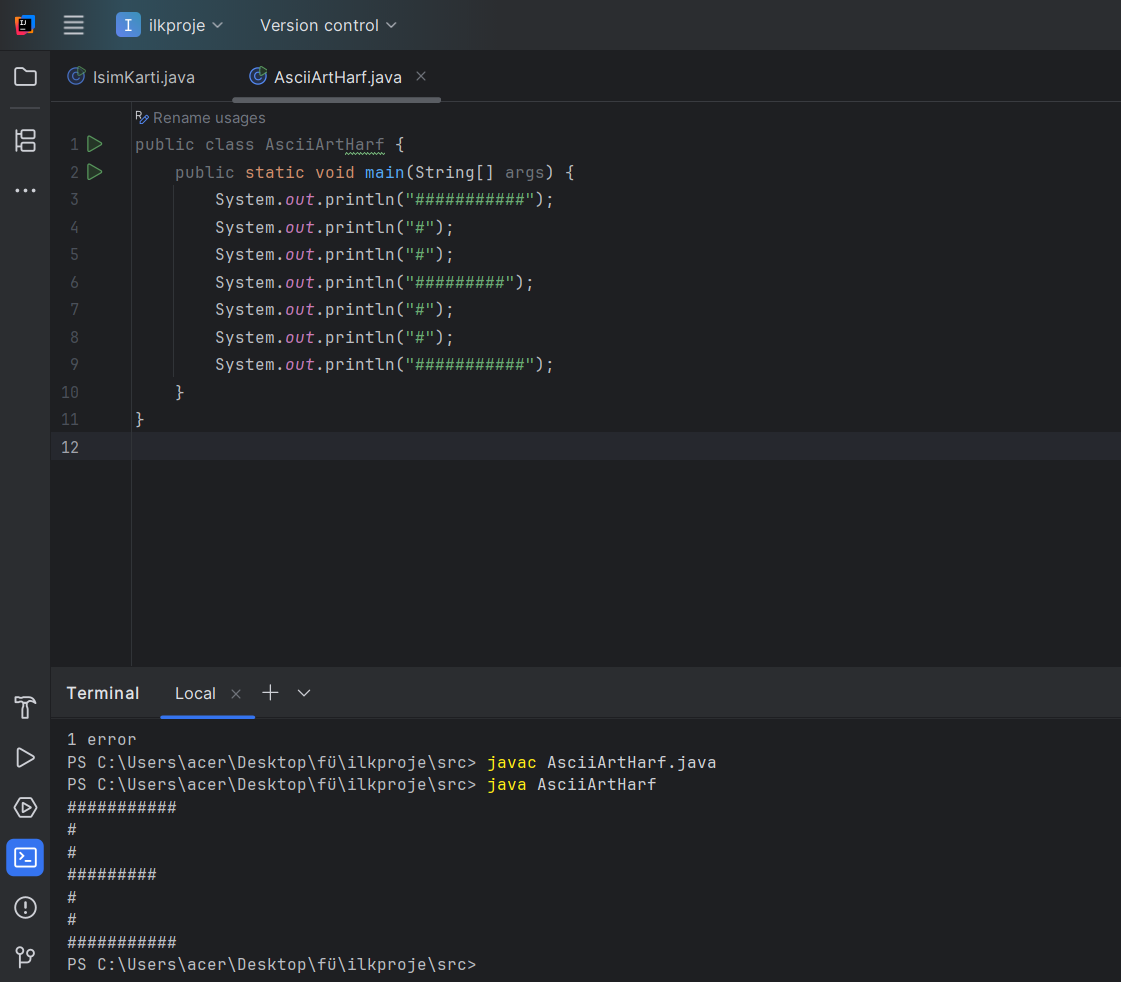 ilkproje Version control
IsimKarti.java AsciiArtHarf.java
Rename usages
1 public class AsciiArtHarf {
2     public static void main(String[] args) {
3         System.out.println("###########");
4         System.out.println("#");
5         System.out.println("#");
6         System.out.println("#########");
7         System.out.println("#");
8         System.out.println("#");
9         System.out.println("###########");
10     }
11 }
12
Terminal Local
1 error
PS C:\Users\acer\Desktop\fü\ilkproje\src> javac AsciiArtHarf.java
PS C:\Users\acer\Desktop\fü\ilkproje\src> java AsciiArtHarf
###########
#
#
#########
#
#
###########
PS C:\Users\acer\Desktop\fü\ilkproje\src>